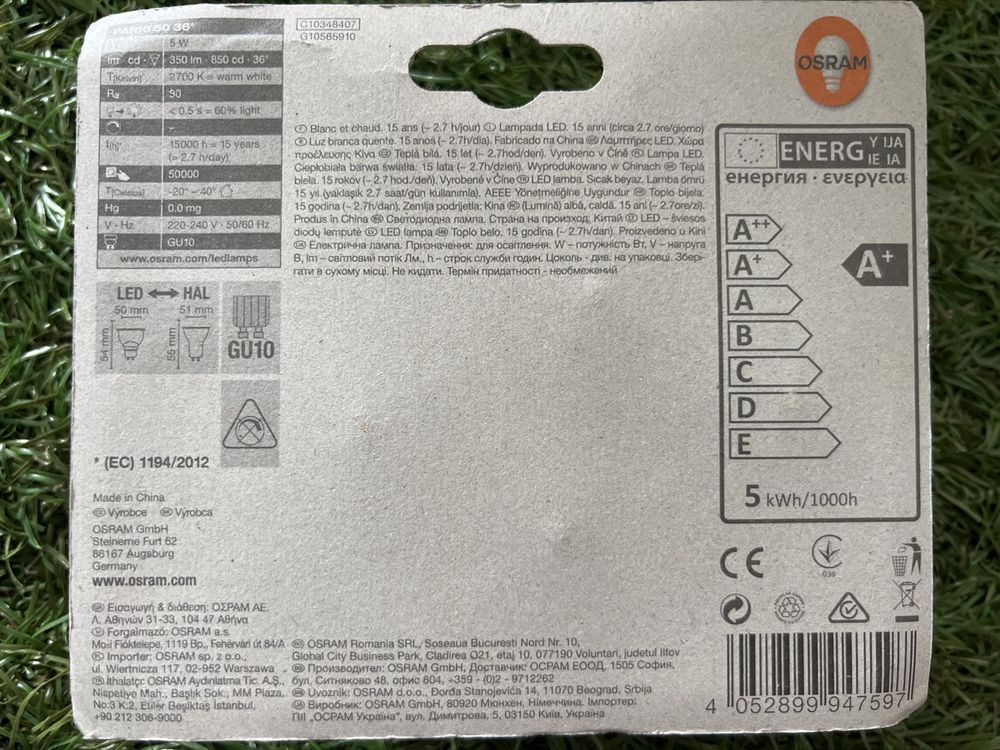 PAR16 50 36°
5 W
lm · cd · ▽ 350 lm · 850 cd · 36°
T[Kelvin] 2700 K = warm white
Ra 90
< 0.5 s = 60% light
–
t[h] 15000 h = 15 years
(= 2.7 h/day)
50000
T[Celsius] -20° – 40°
Hg 0.0 mg
V · Hz 220-240 V · 50/60 Hz
GU10
www.osram.com/ledlamps
C10348407
G10565910
OSRAM
Blanc et chaud. 15 ans (~ 2.7 h/jour) Lampada LED. 15 anni (circa 2.7 ore/giorno)
Luz branca quente. 15 anos (~ 2.7h/dia). Fabricado na China Λαμπτήρες LED. Χώρα
προέλευσης Κίνα Teplá bílá. 15 let (~ 2.7hod/den). Vyrobeno v Číně Lampa LED.
Ciepłobiała barwa światła. 15 lata (~ 2.7h/dzień). Wyprodukowano w Chinach Teplá
biela. 15 rokov (~ 2.7 hod./deň), Vyrobené v Číne LED lamba. Sıcak beyaz. Lamba ömrü
15 yıl (yaklaşık 2.7 saat/gün kullanımla). AEEE Yönetmeliğine Uygundur Toplo bijela.
15 godina (~ 2.7h/dan). Zemlja podrijetla: Kina (Lumină) albă, caldă. 15 ani (~ 2.7ore/zi).
Produs în China Светодиодна лампа. Страна на произход: Китай LED – šviesos
diodų lemputė LED lampa Toplo belo. 15 godina (~ 2.7h/dan). Proizvedeno u Kini
Електрична лампа. Призначення: для освітлення. W – потужність Вт, V – напруга
В, lm – світловий потік Лм., h – строк служби годин. Цоколь - див. на упаковці. Збері-
гати в сухому місці. Не кидати. Термін придатності - необмежений
LED HAL
50 mm 51 mm
54 mm 55 mm
GU10
* (EC) 1194/2012
Made in China
Výrobce Výrobca
OSRAM GmbH
Steinerne Furt 62
86167 Augsburg
Germany
www.osram.com
Εισαγωγή & διάθεση: ΟΣΡΑΜ ΑΕ.
Λ. Αθηνών 31-33, 104 47 Αθήνα
Forgalmazó: OSRAM a.s.
Mo-i Fióktelepe, 1119 Bp., Fehérvári út 84/A
Importer: OSRAM sp. z o.o.,
ul. Wiertnicza 117, 02-952 Warszawa
İthalatçı: OSRAM Aydınlatma Tic. A.Ş.,
Nispetiye Mah., Başlık Sok., MM Plaza,
No:3 K:2, Etiler Beşiktaş İstanbul,
+90 212 306-9000
OSRAM Romania SRL, Soseaua Bucuresti Nord Nr. 10,
Global City Business Park, Cladirea O21, etaj 10, 077190 Voluntari, judetul Ilfov
Производител: OSRAM GmbH, Доставчик: ОСРАМ ЕООД, 1505 София,
бул. Ситняково 48, офис 604, +359 - (0)2 - 9712262
Uvoznik: OSRAM d.o.o., Đorđa Stanojevića 14, 11070 Beograd, Srbija
Виробник: OSRAM GmbH, 80920 Мюнхен, Німеччина. Імпортер:
ПІІ „ОСРАМ Україна“, вул. Димитрова, 5, 03150 Київ, Україна
ENERG Y IJA
IE IA
енергия · ενεργεια
A++
A+
A+
A
B
C
D
E
5 kWh/1000h
CE
036
4 052899 947597